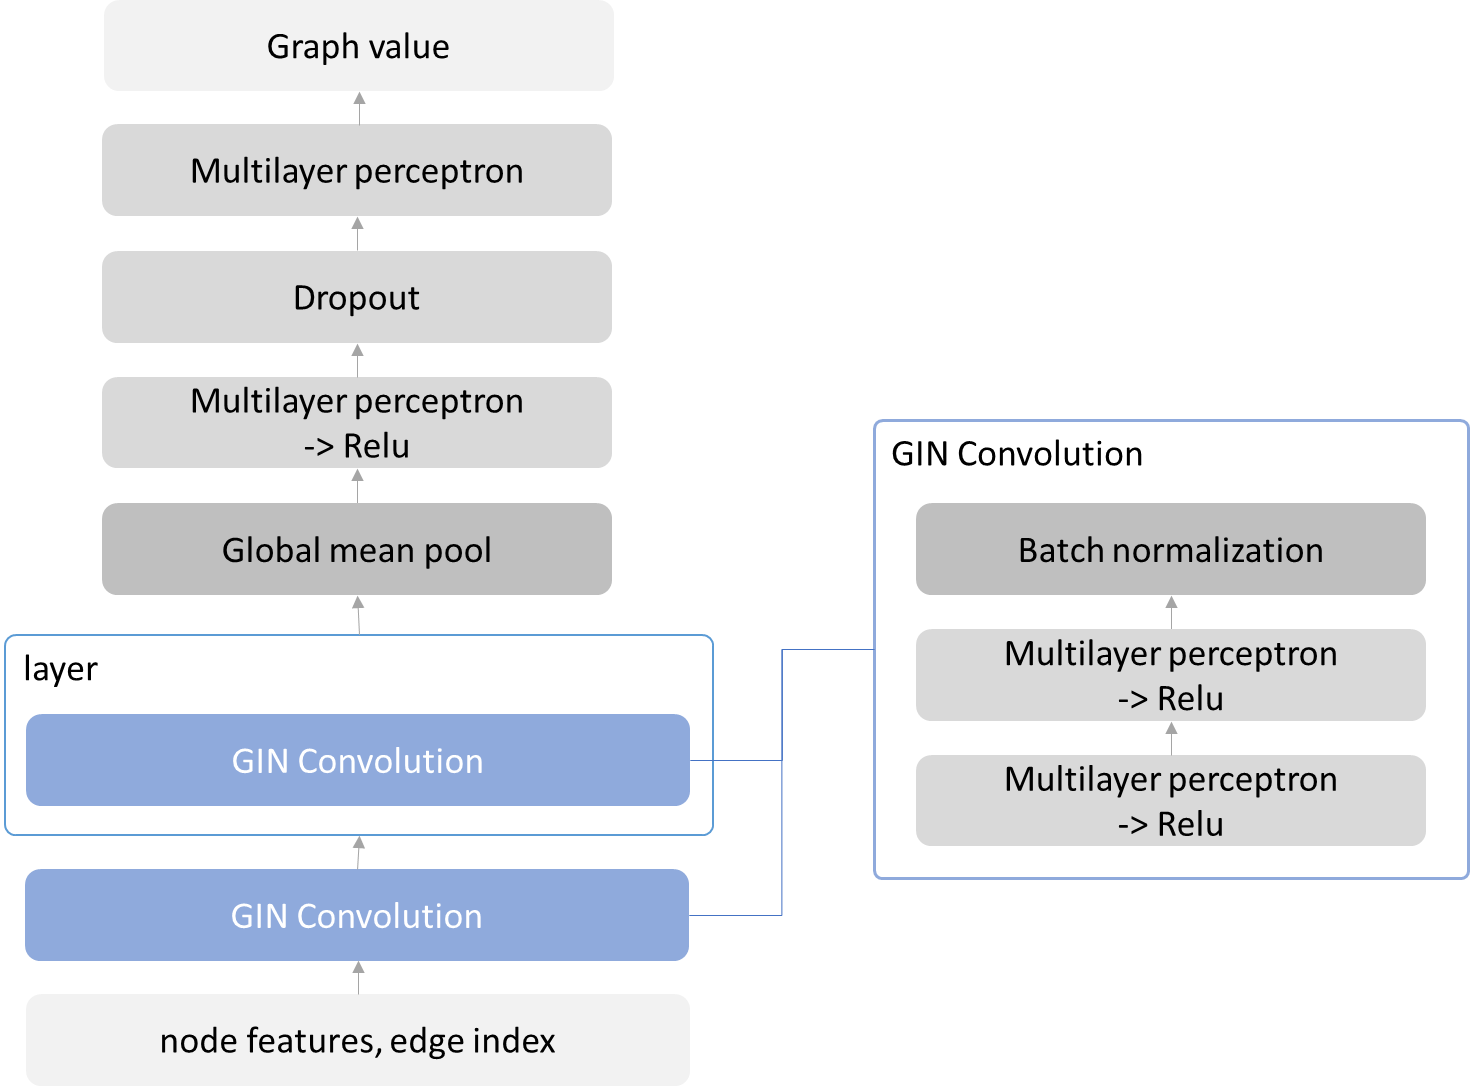 Graph value
Multilayer perceptron
Dropout
Multilayer perceptron
-> Relu
Global mean pool
layer
GIN Convolution
GIN Convolution
node features, edge index
GIN Convolution
Batch normalization
Multilayer perceptron
-> Relu
Multilayer perceptron
-> Relu